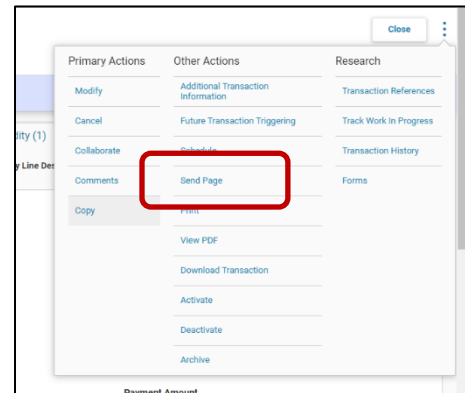 Close
Primary Actions
Other Actions
Research
Modify
Additional Transaction
Information
Transaction References
Cancel
Future Transaction Triggering
Track Work In Progress
dity (1)
Collaborate
Schedule
Transaction History
y Line Des
Comments
Send Page
Forms
Copy
Print
View PDF
Download Transaction
Activate
Deactivate
Archive
Payment Amount